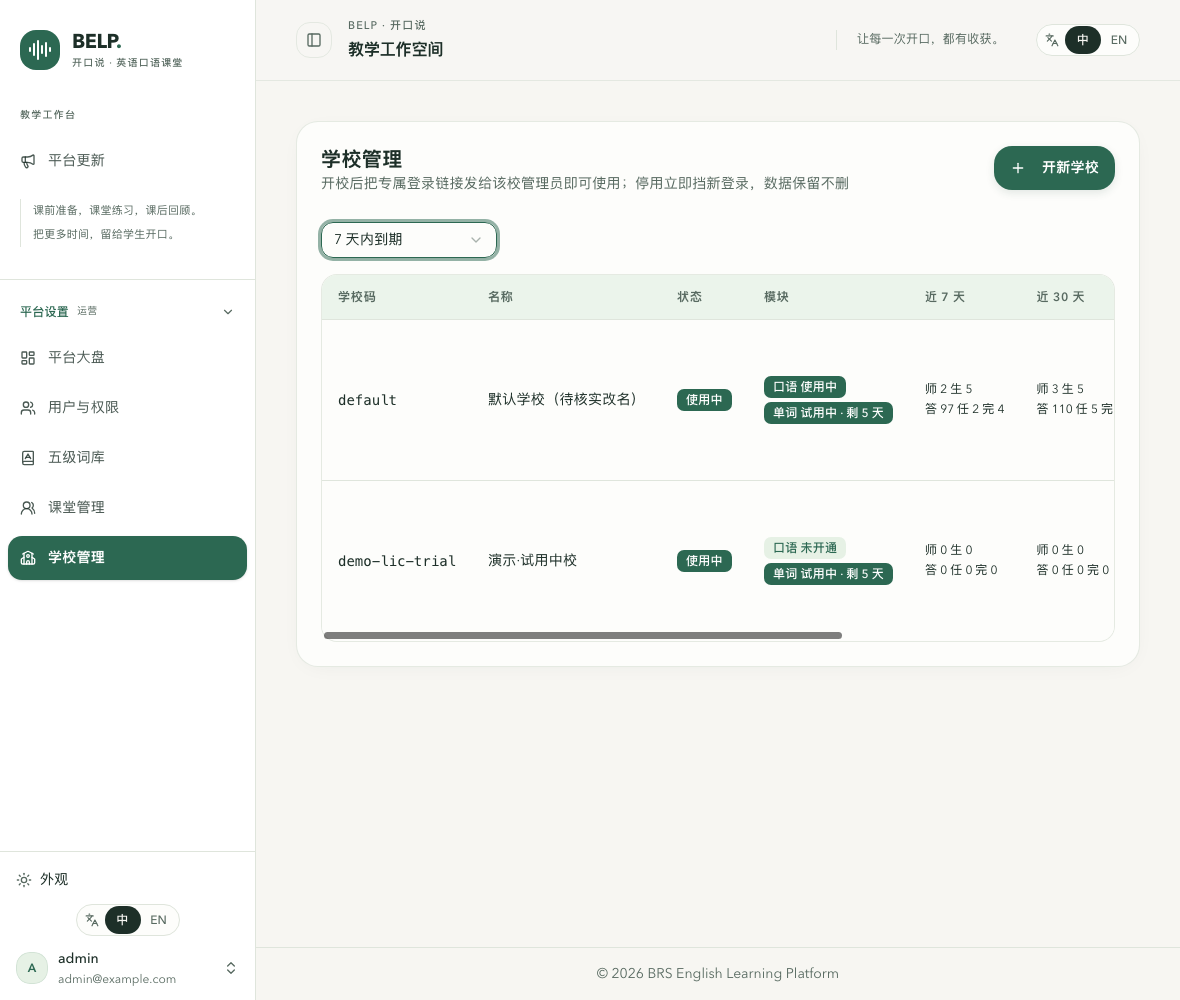 BELP.
开口说 · 英语口语课堂
教学工作台
平台更新
课前准备，课堂练习，课后回顾。
把更多时间，留给学生开口。
平台设置 运营
平台大盘
用户与权限
五级词库
课堂管理
学校管理
外观
中 EN
A
admin
admin@example.com
BELP · 开口说
教学工作空间
让每一次开口，都有收获。
中 EN
学校管理
开校后把专属登录链接发给该校管理员即可使用；停用立即挡新登录，数据保留不删
开新学校
7 天内到期
学校码 名称 状态 模块 近 7 天 近 30 天
default 默认学校（待核实改名） 使用中
口语 使用中
单词 试用中 · 剩 5 天
师 2 生 5
答 97 任 2 完 4
师 3 生 5
答 110 任 5 完
demo-lic-trial 演示·试用中校 使用中
口语 未开通
单词 试用中 · 剩 5 天
师 0 生 0
答 0 任 0 完 0
师 0 生 0
答 0 任 0 完 0
© 2026 BRS English Learning Platform